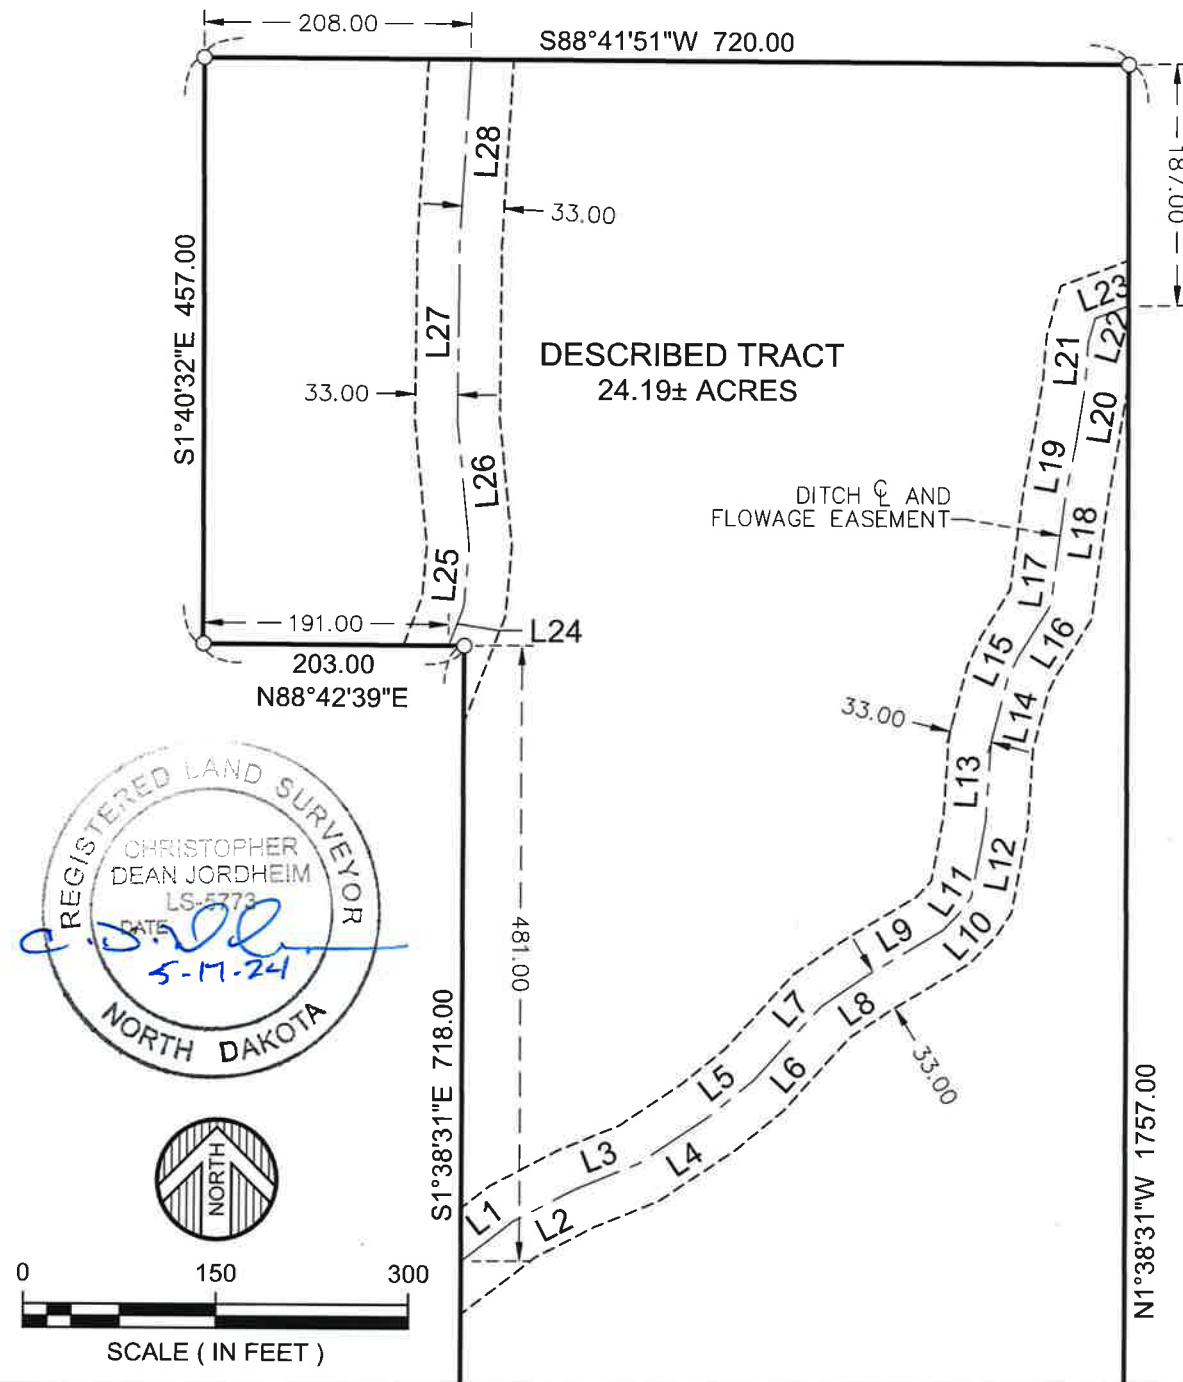 208.00
S88°41'51"W 720.00
187.00
L28
33.00
S1°40'32"E 457.00
L27
DESCRIBED TRACT
24.19± ACRES
33.00
L23
L22
L21
L20
L26
L19
DITCH ℄ AND
FLOWAGE EASEMENT
L18
L25
L17
191.00
L24
L16
203.00
N88°42'39"E
L15
33.00
L14
L13
REGISTERED LAND SURVEYOR
CHRISTOPHER
DEAN JORDHEIM
LS-5773
DATE
5-17-24
NORTH DAKOTA
481.00
L12
L11
L10
L9
L8
L7
33.00
L6
L5
S1°38'31"E 718.00
L4
L3
L2
L1
N1°38'31"W 1757.00
NORTH
0 150 300
SCALE ( IN FEET )